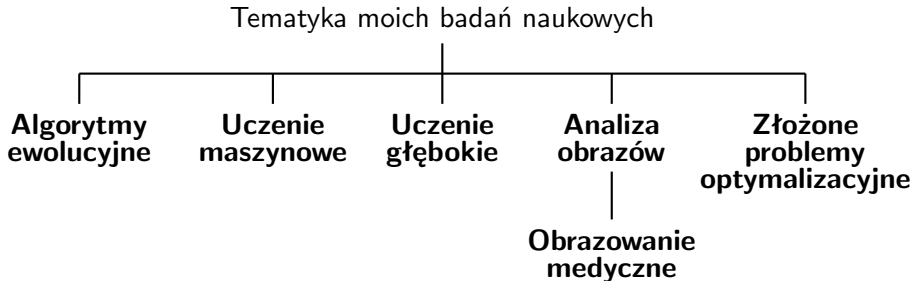 Tematyka moich badań naukowych
Algorytmy
ewolucyjne
Uczenie
maszynowe
Uczenie
głębokie
Analiza
obrazów
Złożone
problemy
optymalizacyjne
Obrazowanie
medyczne